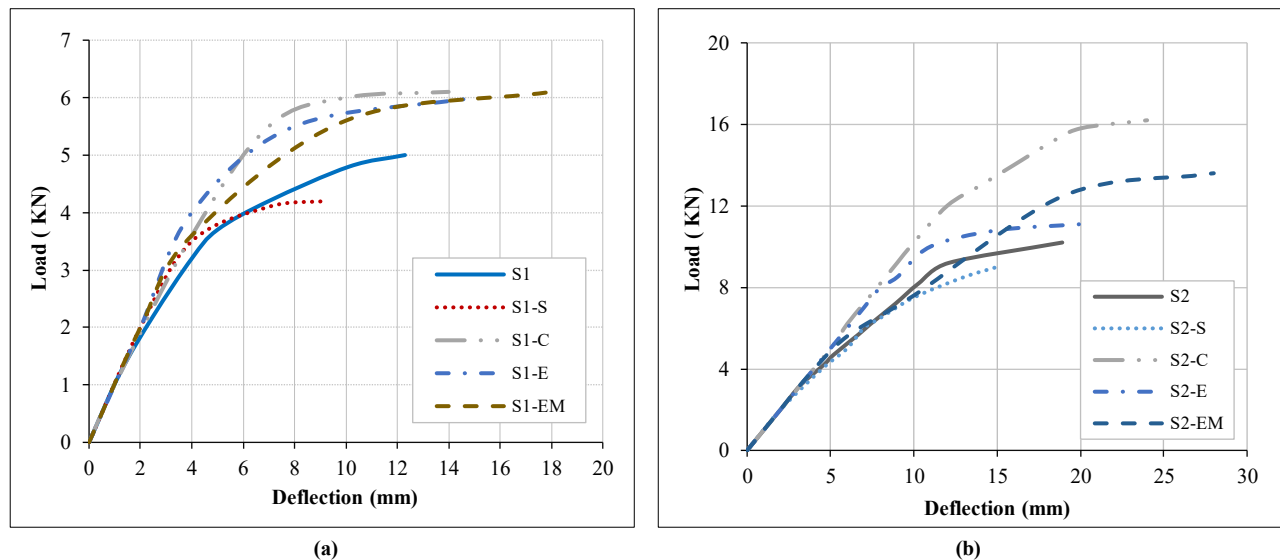 7
6
5
4
3
2
1
0
Load ( KN)
0 2 4 6 8 10 12 14 16 18 20
Deflection (mm)
S1
S1-S
S1-C
S1-E
S1-EM
(a)
20
16
12
8
4
0
Load ( KN)
0 5 10 15 20 25 30
Deflection (mm)
S2
S2-S
S2-C
S2-E
S2-EM
(b)